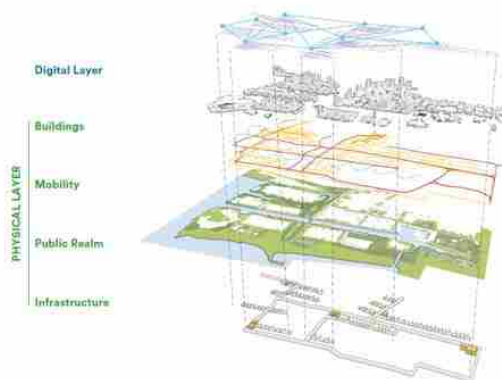 Digital Layer
Buildings
Mobility
Public Realm
Infrastructure
PHYSICAL LAYER